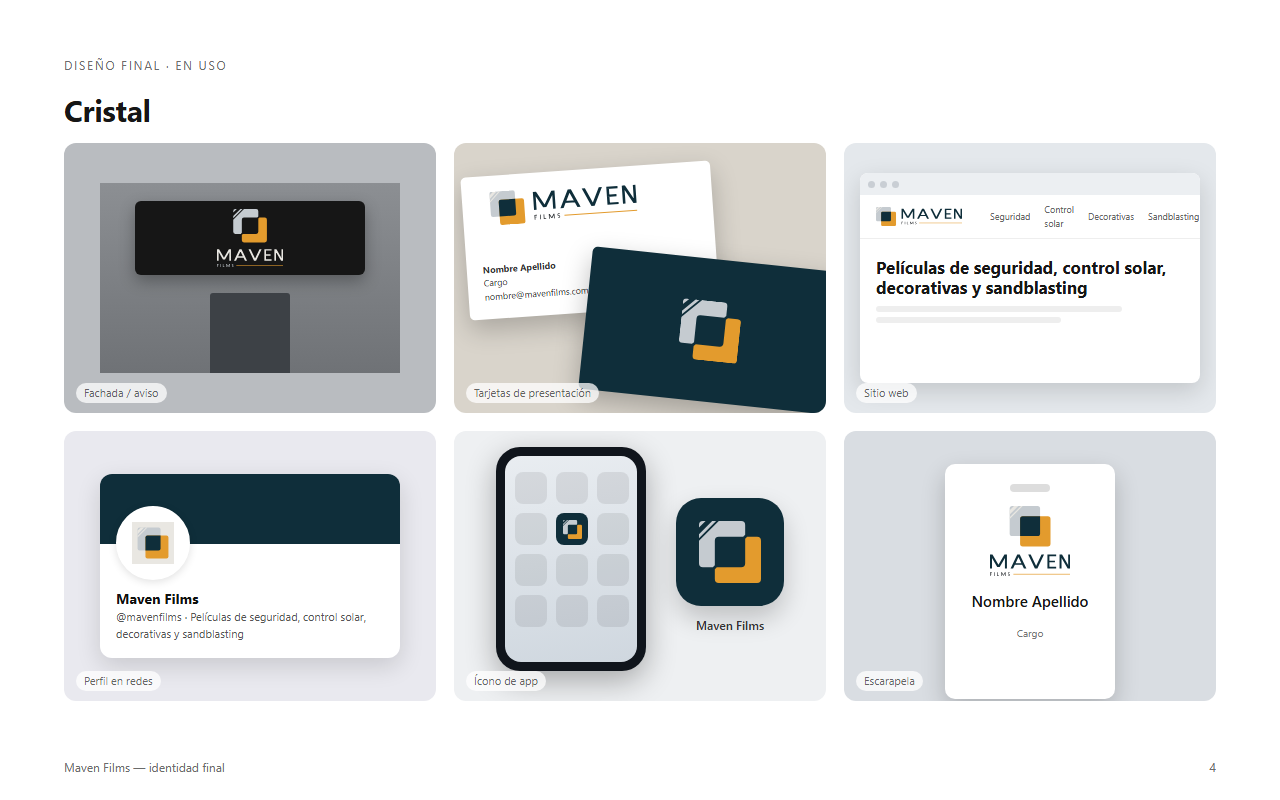 DISEÑO FINAL · EN USO
Cristal
MAVEN
FILMS
Fachada / aviso
MAVEN
FILMS
Nombre Apellido
Cargo
nombre@mavenfilms.com
Tarjetas de presentación
MAVEN
FILMS
Seguridad
Control solar
Decorativas
Sandblasting
Películas de seguridad, control solar,
decorativas y sandblasting
Sitio web
Maven Films
@mavenfilms · Películas de seguridad, control solar,
decorativas y sandblasting
Perfil en redes
Maven Films
Ícono de app
MAVEN
FILMS
Nombre Apellido
Cargo
Escarapela
Maven Films — identidad final
4